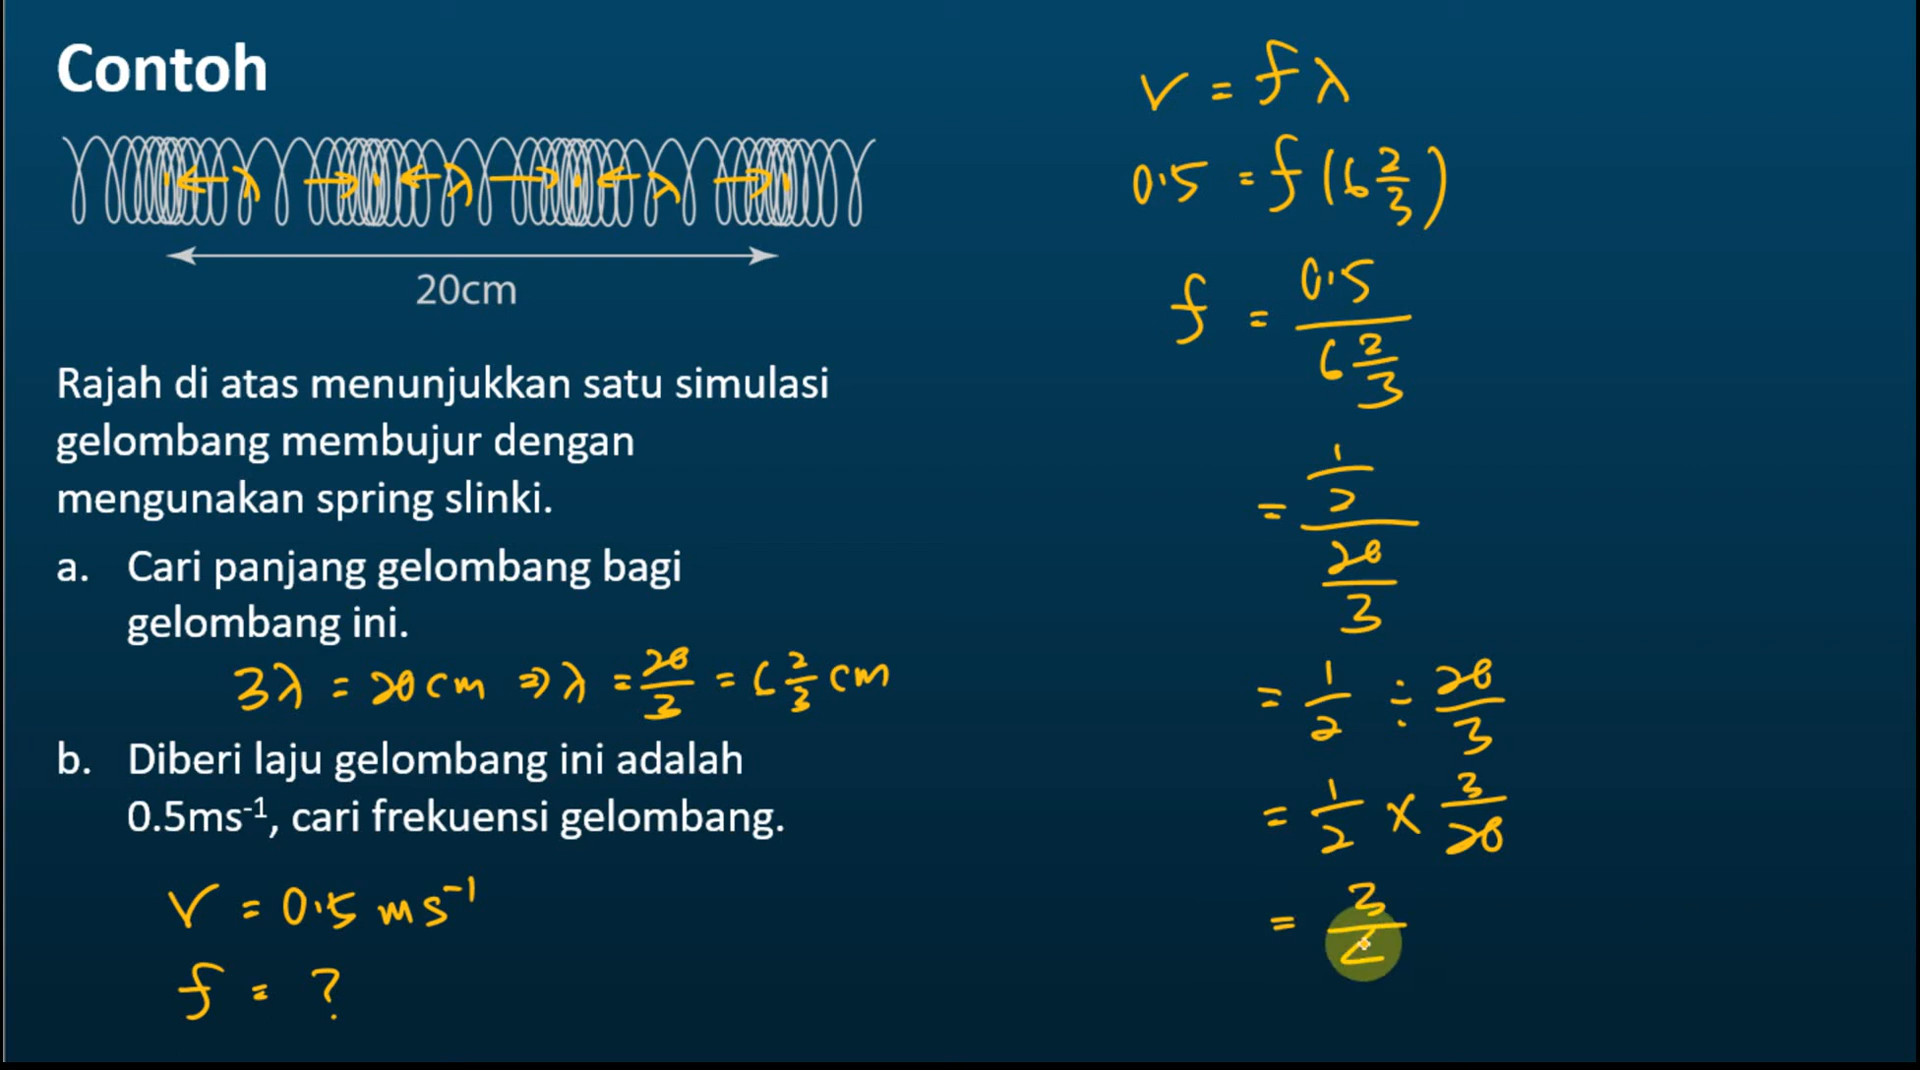 Contoh
λ λ λ
20cm
Rajah di atas menunjukkan satu simulasi
gelombang membujur dengan
mengunakan spring slinki.
a. Cari panjang gelombang bagi
gelombang ini.
3λ = 20 cm ⇒ λ = 20/3 = 6 2/3 cm
b. Diberi laju gelombang ini adalah
0.5ms⁻¹, cari frekuensi gelombang.
v = 0.5 ms⁻¹
f = ?
v = fλ
0.5 = f (6 2/3)
f = 0.5 / 6 2/3
= 1/2 / 20/3
= 1/2 ÷ 20/3
= 1/2 × 3/20
= 3/